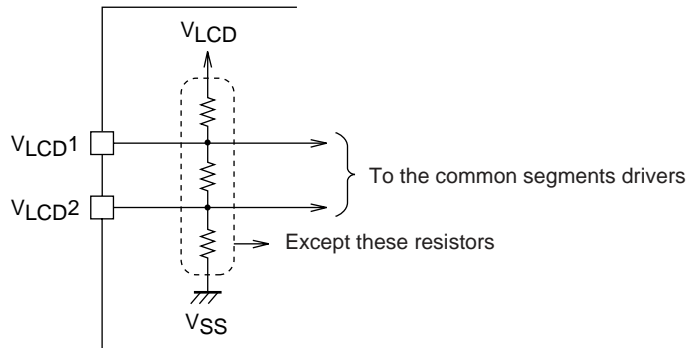 VLCD
VLCD1
To the common segments drivers
VLCD2
Except these resistors
VSS